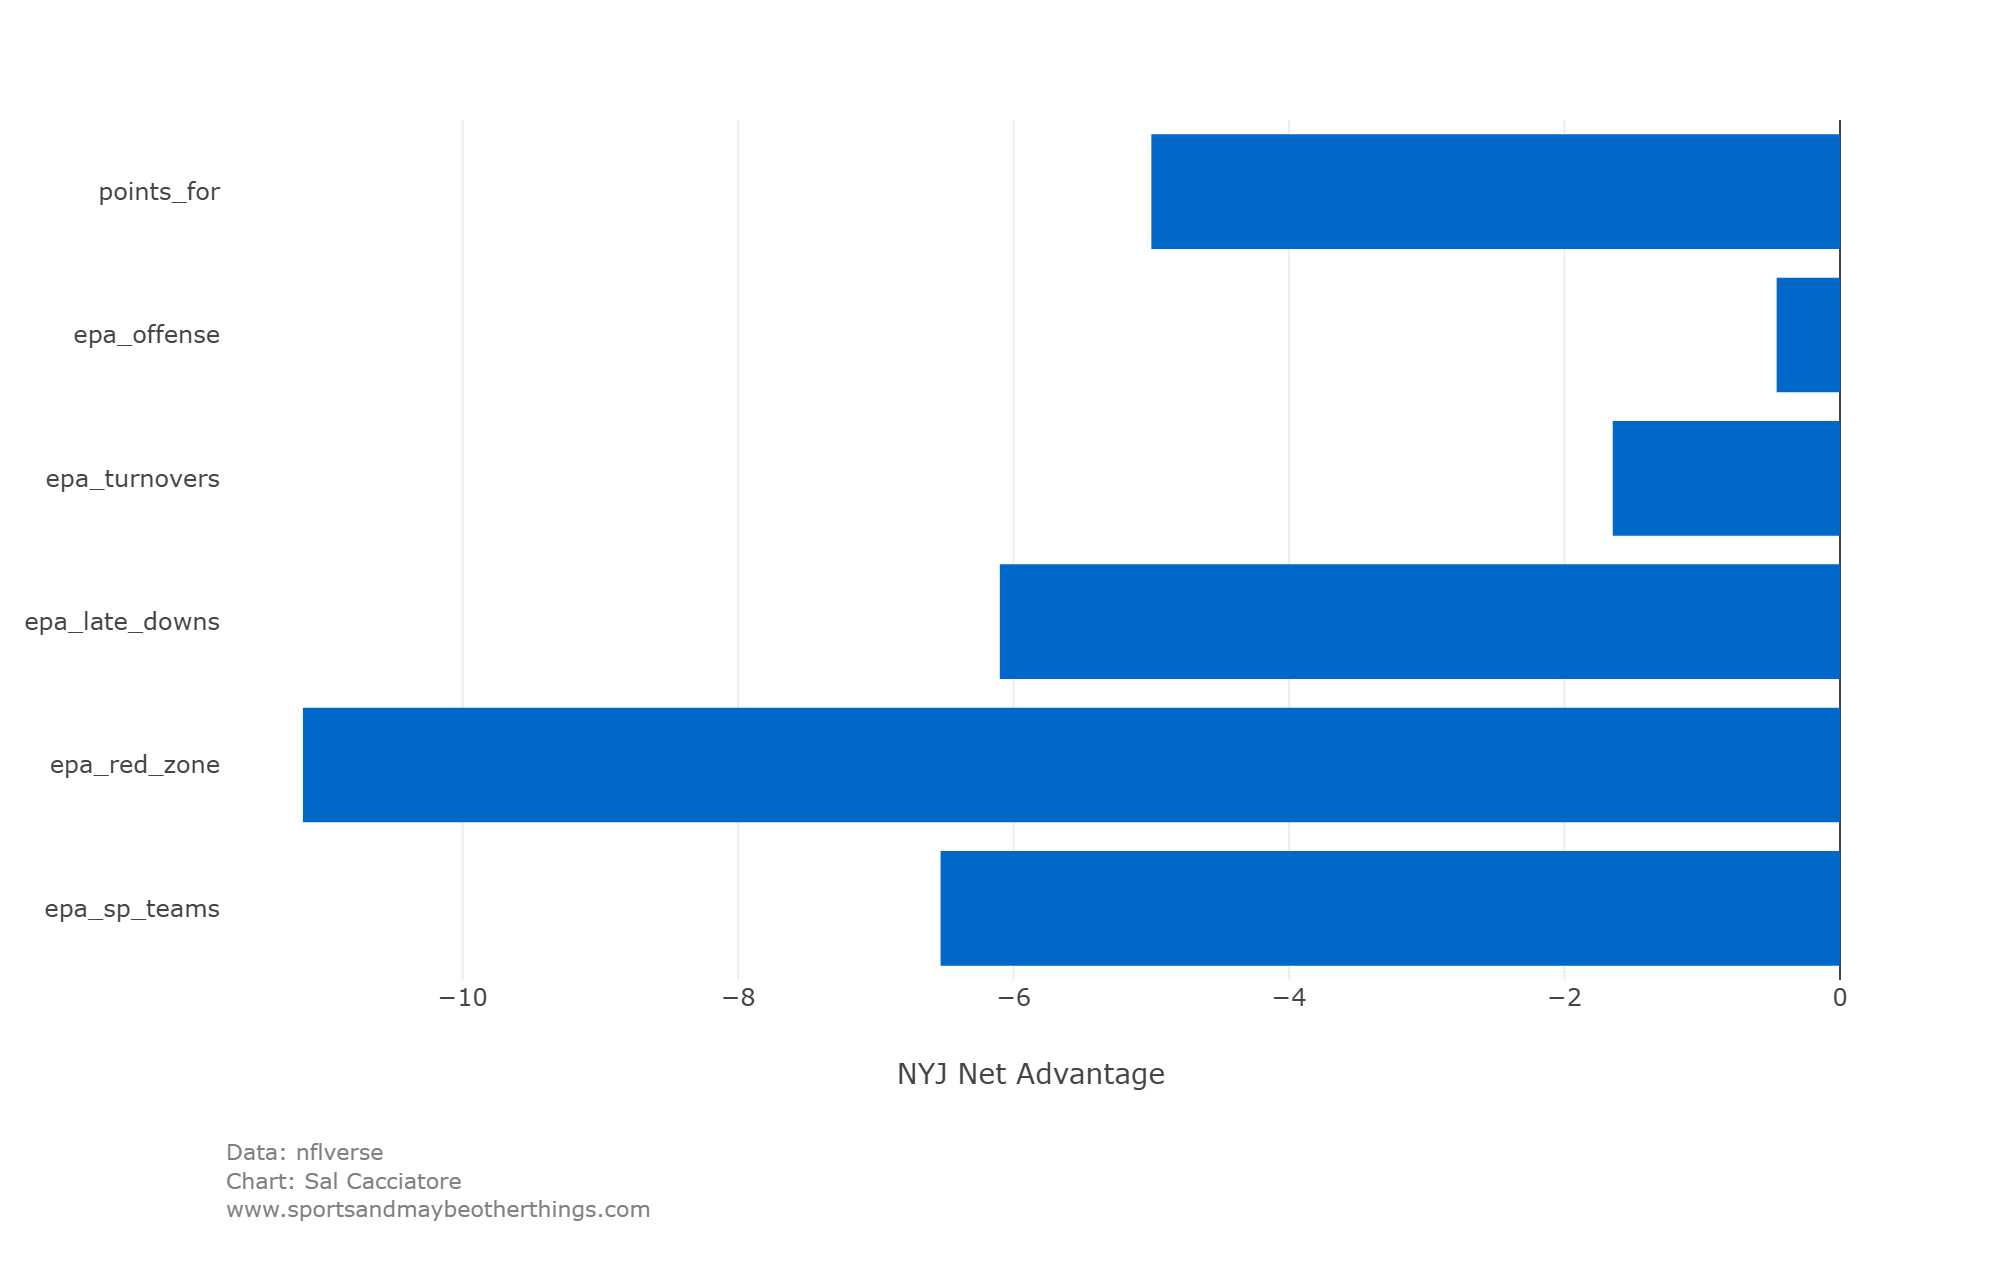 points_for
epa_offense
epa_turnovers
epa_late_downs
epa_red_zone
epa_sp_teams
−10 −8 −6 −4 −2 0
NYJ Net Advantage
Data: nflverse
Chart: Sal Cacciatore
www.sportsandmaybeotherthings.com